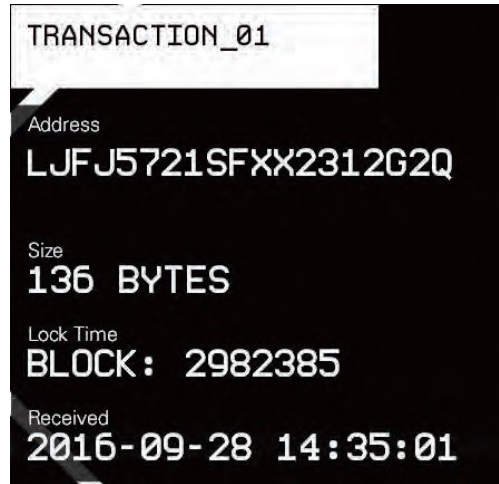 TRANSACTION_01
Address
LJFJ5721SFXX2312G2Q
Size
136 BYTES
Lock Time
BLOCK: 2982385
Received
2016-09-28 14:35:01